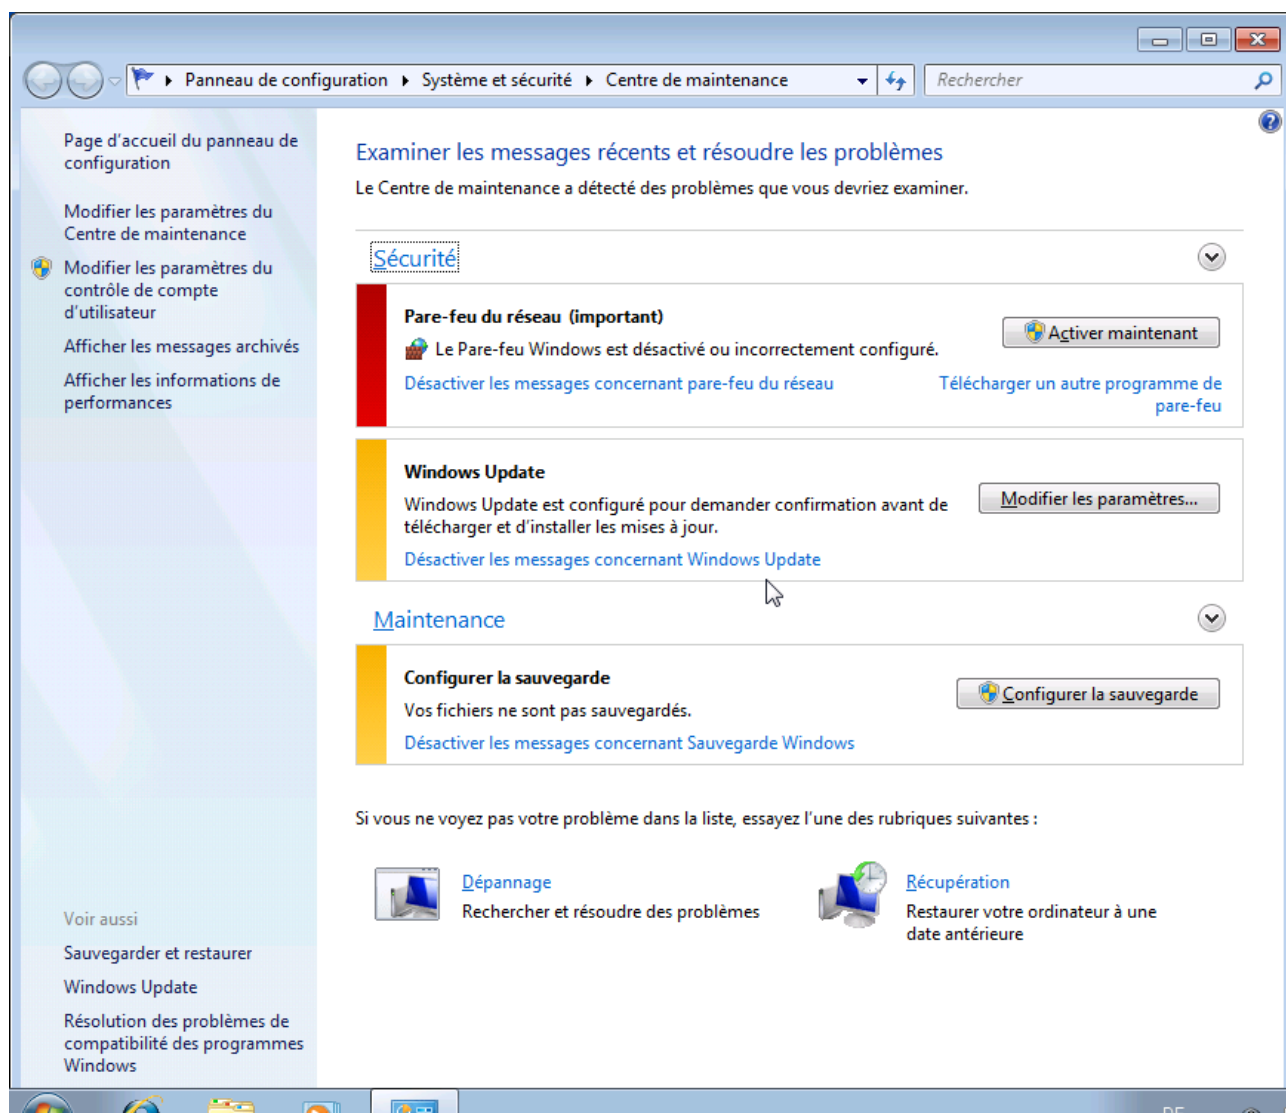 Panneau de configuration Système et sécurité Centre de maintenance Rechercher
Page d'accueil du panneau de
configuration
Modifier les paramètres du
Centre de maintenance
Modifier les paramètres du
contrôle de compte
d'utilisateur
Afficher les messages archivés
Afficher les informations de
performances
Examiner les messages récents et résoudre les problèmes
Le Centre de maintenance a détecté des problèmes que vous devriez examiner.
Sécurité
Pare-feu du réseau (important)
Activer maintenant
Le Pare-feu Windows est désactivé ou incorrectement configuré.
Désactiver les messages concernant pare-feu du réseau
Télécharger un autre programme de
pare-feu
Windows Update
Windows Update est configuré pour demander confirmation avant de
télécharger et d'installer les mises à jour.
Modifier les paramètres...
Désactiver les messages concernant Windows Update
Maintenance
Configurer la sauvegarde
Vos fichiers ne sont pas sauvegardés.
Configurer la sauvegarde
Désactiver les messages concernant Sauvegarde Windows
Si vous ne voyez pas votre problème dans la liste, essayez l'une des rubriques suivantes :
Dépannage
Rechercher et résoudre des problèmes
Récupération
Restaurer votre ordinateur à une
date antérieure
Voir aussi
Sauvegarder et restaurer
Windows Update
Résolution des problèmes de
compatibilité des programmes
Windows